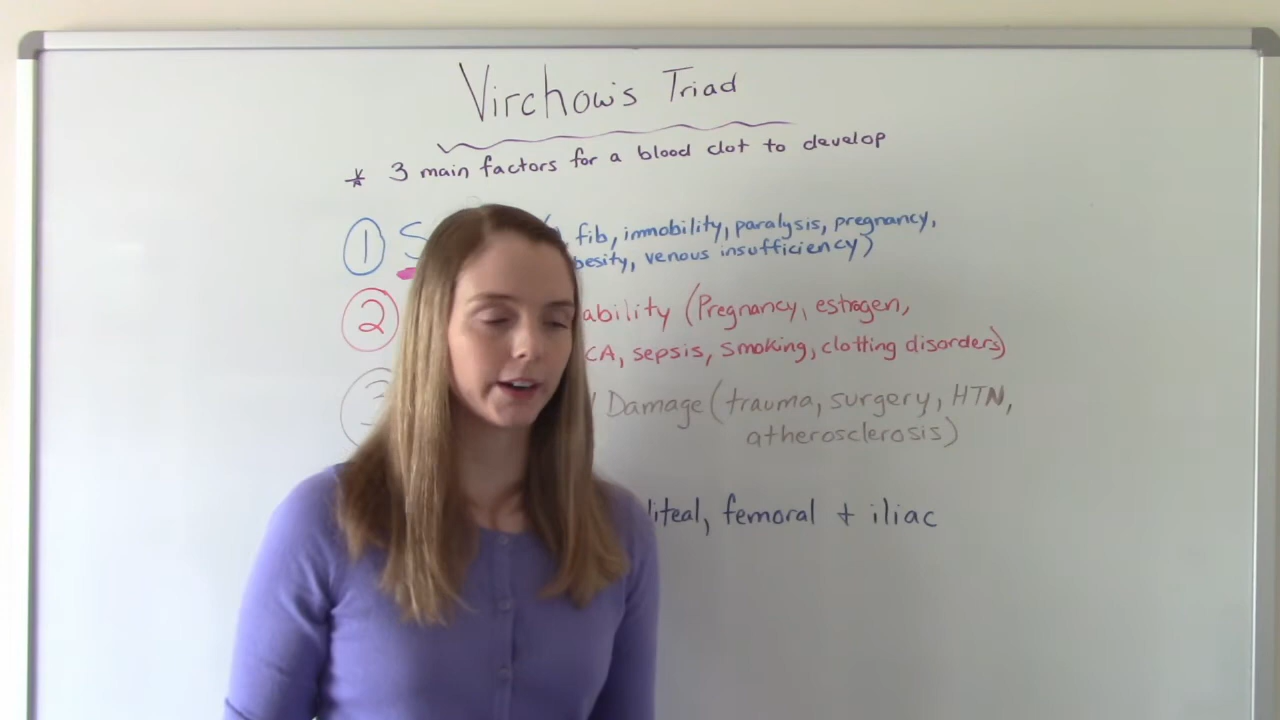 Virchow's Triad
* 3 main factors for a blood clot to develop
1 S fib, immobility, paralysis, pregnancy,
besity, venous insufficiency)
2 ability (Pregnancy, estrogen,
CA, sepsis, smoking, clotting disorders)
3 Damage (trauma, surgery, HTN,
atherosclerosis)
liteal, femoral + iliac